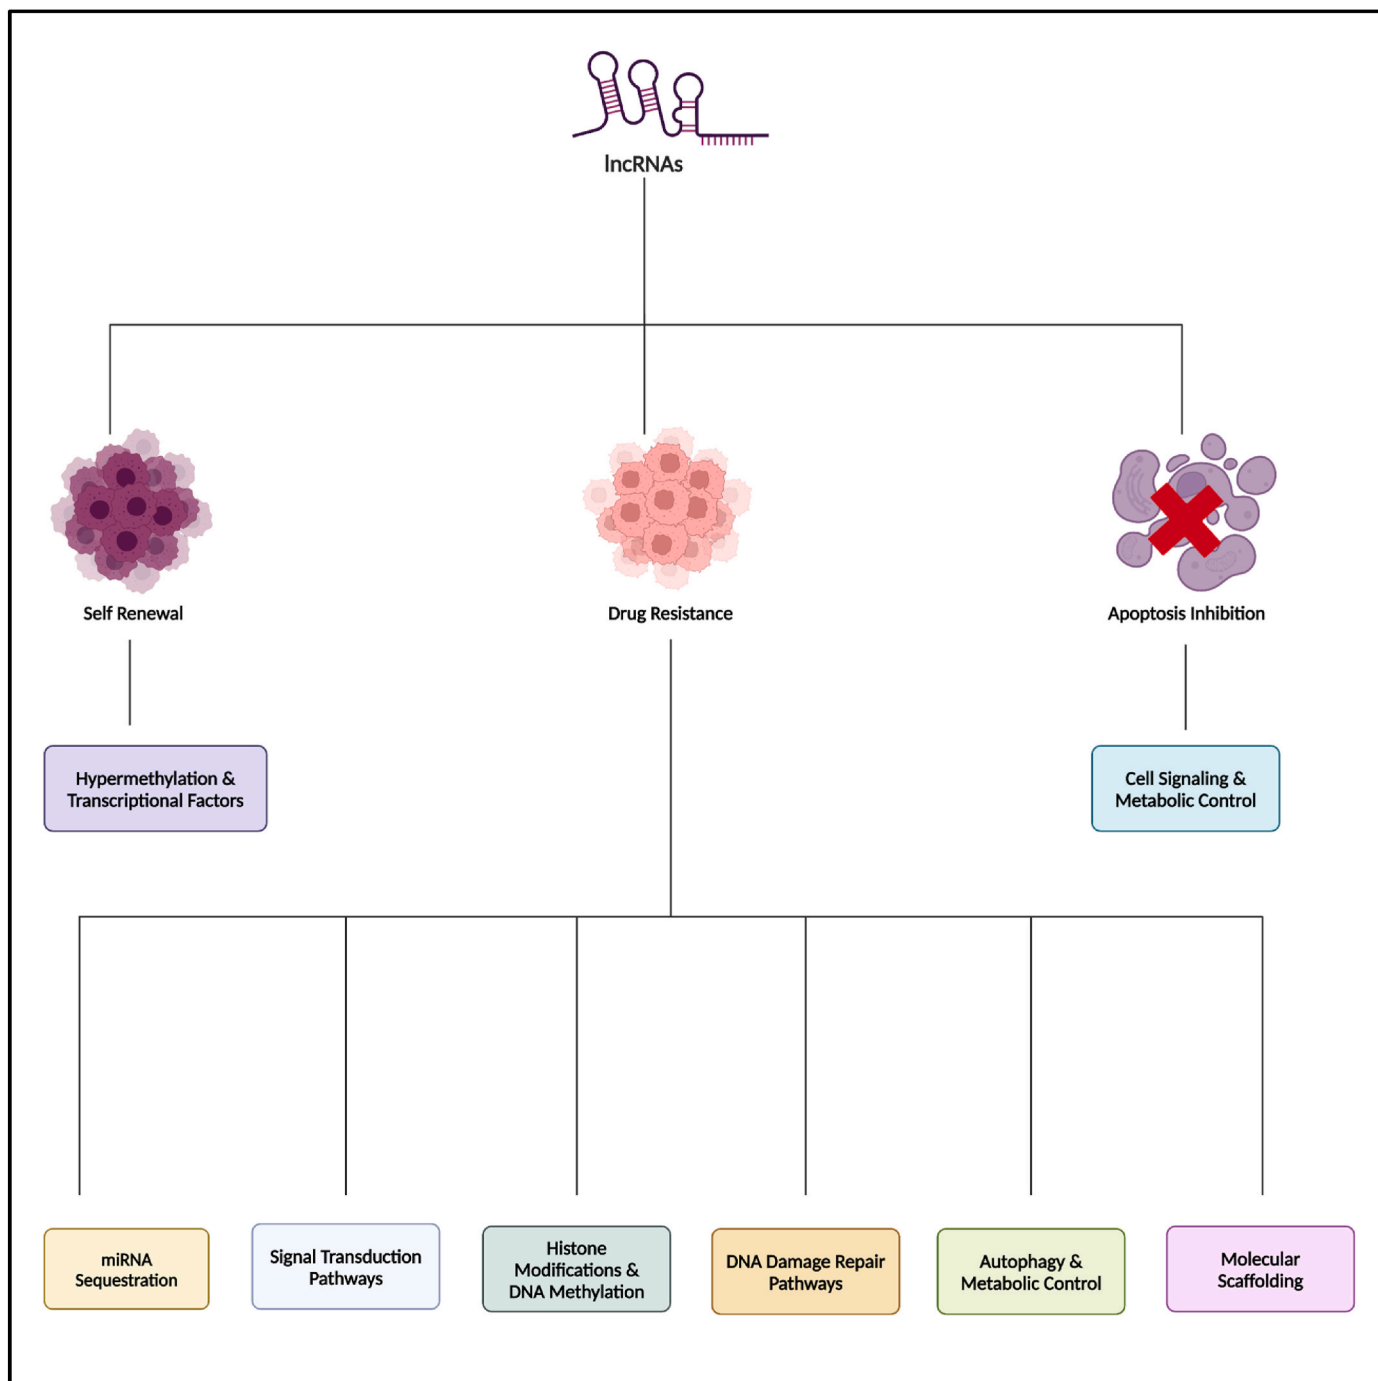 lncRNAs
Self Renewal
Drug Resistance
Apoptosis Inhibition
Hypermethylation &
Transcriptional Factors
Cell Signaling &
Metabolic Control
miRNA
Sequestration
Signal Transduction
Pathways
Histone
Modifications &
DNA Methylation
DNA Damage Repair
Pathways
Autophagy &
Metabolic Control
Molecular
Scaffolding